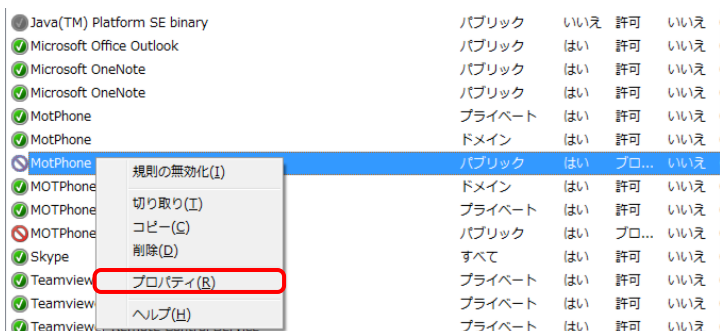 Java(TM) Platform SE binary パブリック いいえ 許可 いいえ
Microsoft Office Outlook パブリック はい 許可 いいえ
Microsoft OneNote パブリック はい 許可 いいえ
Microsoft OneNote パブリック はい 許可 いいえ
MotPhone プライベート はい 許可 いいえ
MotPhone ドメイン はい 許可 いいえ
MotPhone パブリック はい ブロ... いいえ
規則の無効化(I)
MOTPhone ドメイン はい 許可 いいえ
切り取り(T)
MOTPhone プライベート はい 許可 いいえ
コピー(C)
MOTPhone パブリック はい ブロ... いいえ
削除(D)
Skype すべて はい 許可 いいえ
Teamview プライベート はい 許可 いいえ
プロパティ(R)
Teamview プライベート はい 許可 いいえ
ヘルプ(H)
Teamview プライベート はい 許可 いいえ